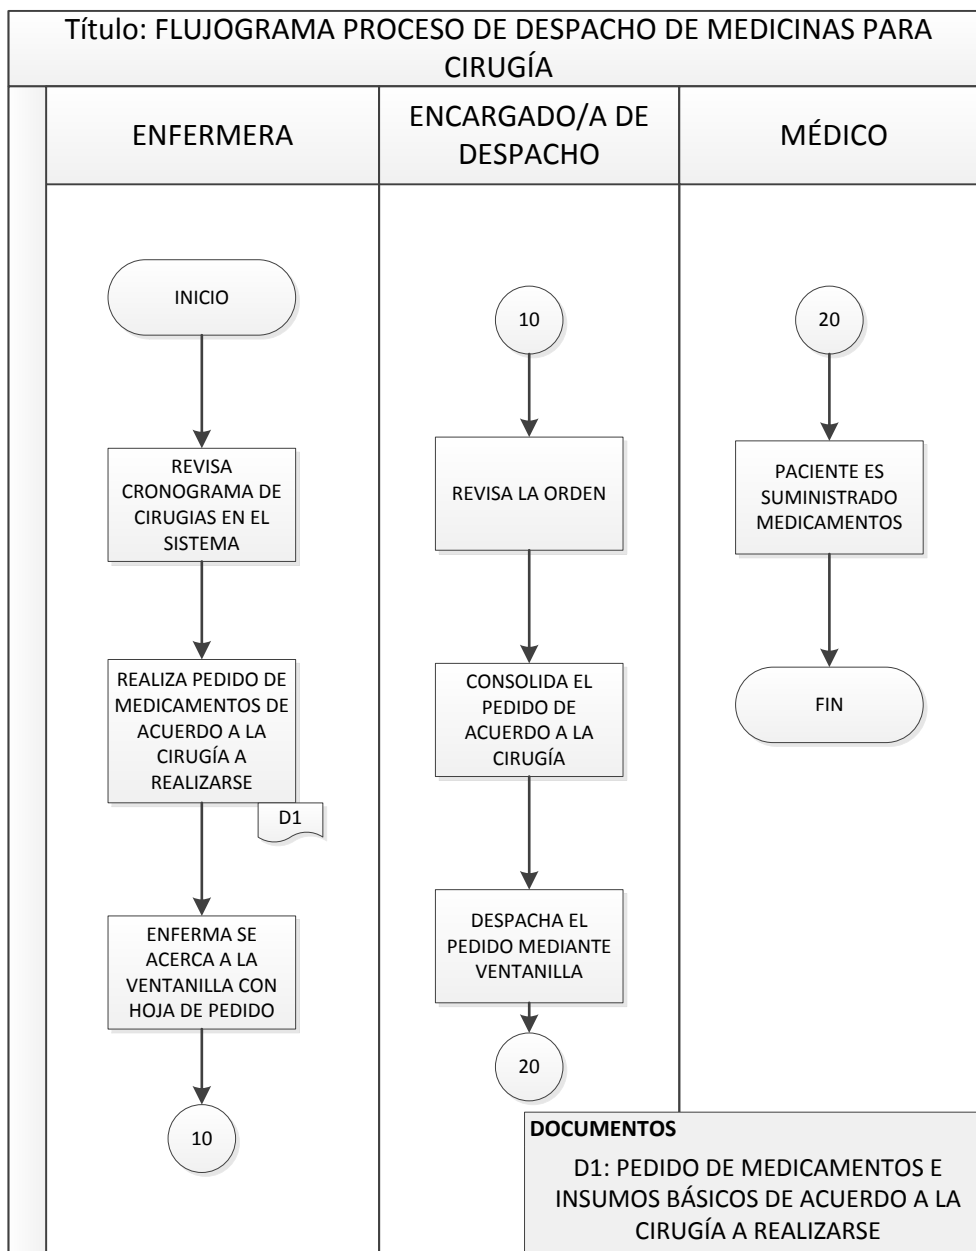 Título: FLUJOGRAMA PROCESO DE DESPACHO DE MEDICINAS PARA
CIRUGÍA
ENFERMERA
ENCARGADO/A DE
DESPACHO
MÉDICO
INICIO
REVISA
CRONOGRAMA DE
CIRUGIAS EN EL
SISTEMA
REALIZA PEDIDO DE
MEDICAMENTOS DE
ACUERDO A LA
CIRUGÍA A
REALIZARSE
D1
ENFERMA SE
ACERCA A LA
VENTANILLA CON
HOJA DE PEDIDO
10
10
REVISA LA ORDEN
CONSOLIDA EL
PEDIDO DE
ACUERDO A LA
CIRUGÍA
DESPACHA EL
PEDIDO MEDIANTE
VENTANILLA
20
20
PACIENTE ES
SUMINISTRADO
MEDICAMENTOS
FIN
DOCUMENTOS
D1: PEDIDO DE MEDICAMENTOS E
INSUMOS BÁSICOS DE ACUERDO A LA
CIRUGÍA A REALIZARSE